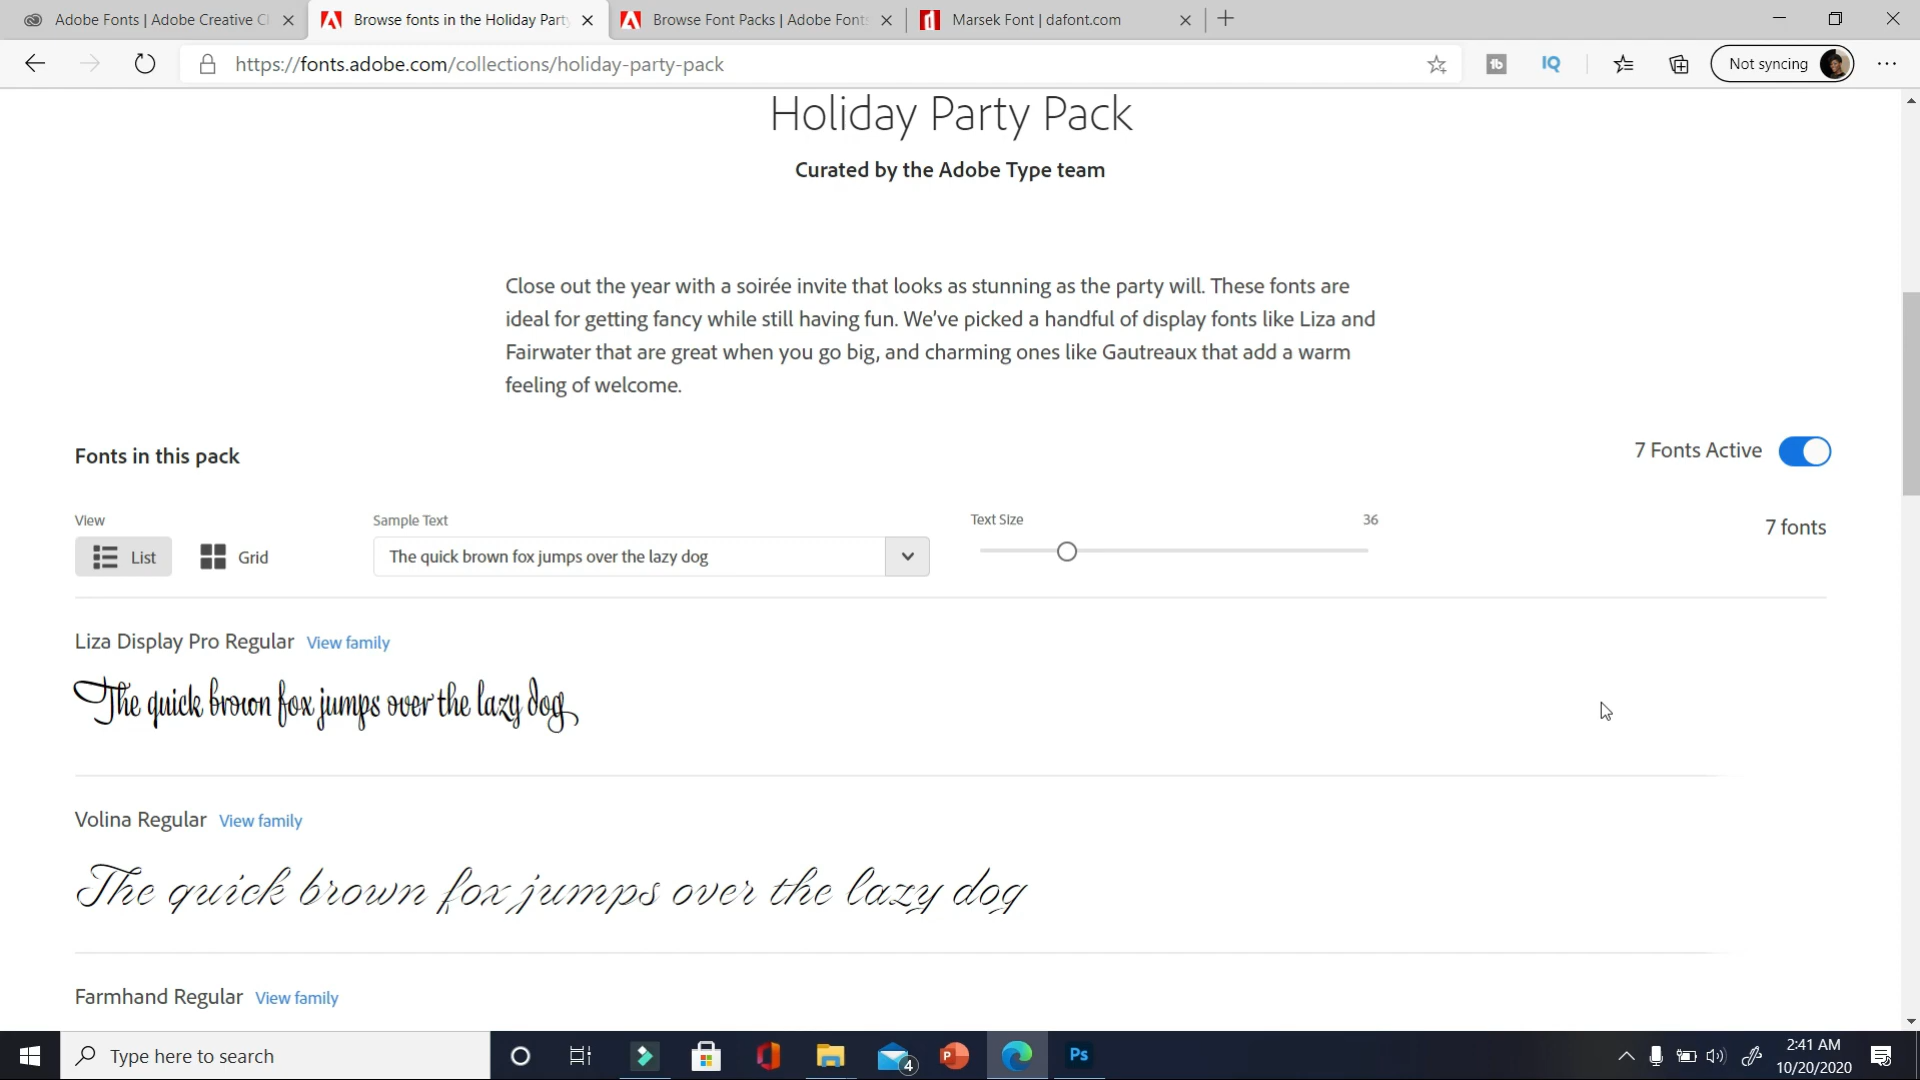 Adobe Fonts | Adobe Creative Cl
Browse fonts in the Holiday Party
Browse Font Packs | Adobe Fonts
Marsek Font | dafont.com
https://fonts.adobe.com/collections/holiday-party-pack
tb
IQ
Not syncing
Holiday Party Pack
Curated by the Adobe Type team
Close out the year with a soirée invite that looks as stunning as the party will. These fonts are
ideal for getting fancy while still having fun. We've picked a handful of display fonts like Liza and
Fairwater that are great when you go big, and charming ones like Gautreaux that add a warm
feeling of welcome.
Fonts in this pack
7 Fonts Active
View
Sample Text
Text Size
36
7 fonts
List
Grid
The quick brown fox jumps over the lazy dog
Liza Display Pro Regular View family
The quick brown fox jumps over the lazy dog
Volina Regular View family
The quick brown fox jumps over the lazy dog
Farmhand Regular View family
Type here to search
4
P
Ps
2:41 AM
10/20/2020